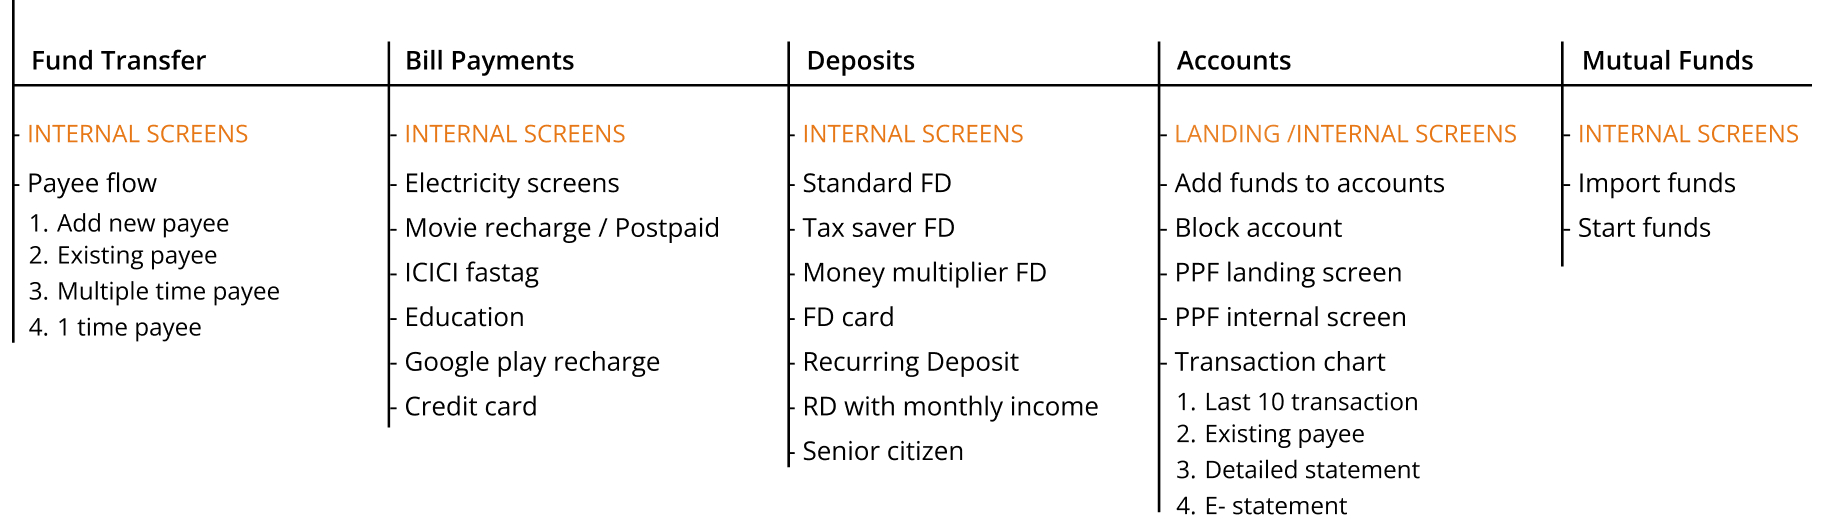 Fund Transfer
INTERNAL SCREENS
- Payee flow
1. Add new payee
2. Existing payee
3. Multiple time payee
4. 1 time payee
Bill Payments
- INTERNAL SCREENS
- Electricity screens
- Movie recharge / Postpaid
- ICICI fastag
- Education
- Google play recharge
- Credit card
Deposits
- INTERNAL SCREENS
- Standard FD
- Tax saver FD
- Money multiplier FD
- FD card
- Recurring Deposit
- RD with monthly income
- Senior citizen
Accounts
- LANDING /INTERNAL SCREENS
- Add funds to accounts
- Block account
- PPF landing screen
- PPF internal screen
- Transaction chart
1. Last 10 transaction
2. Existing payee
3. Detailed statement
4. E- statement
Mutual Funds
- INTERNAL SCREENS
- Import funds
- Start funds